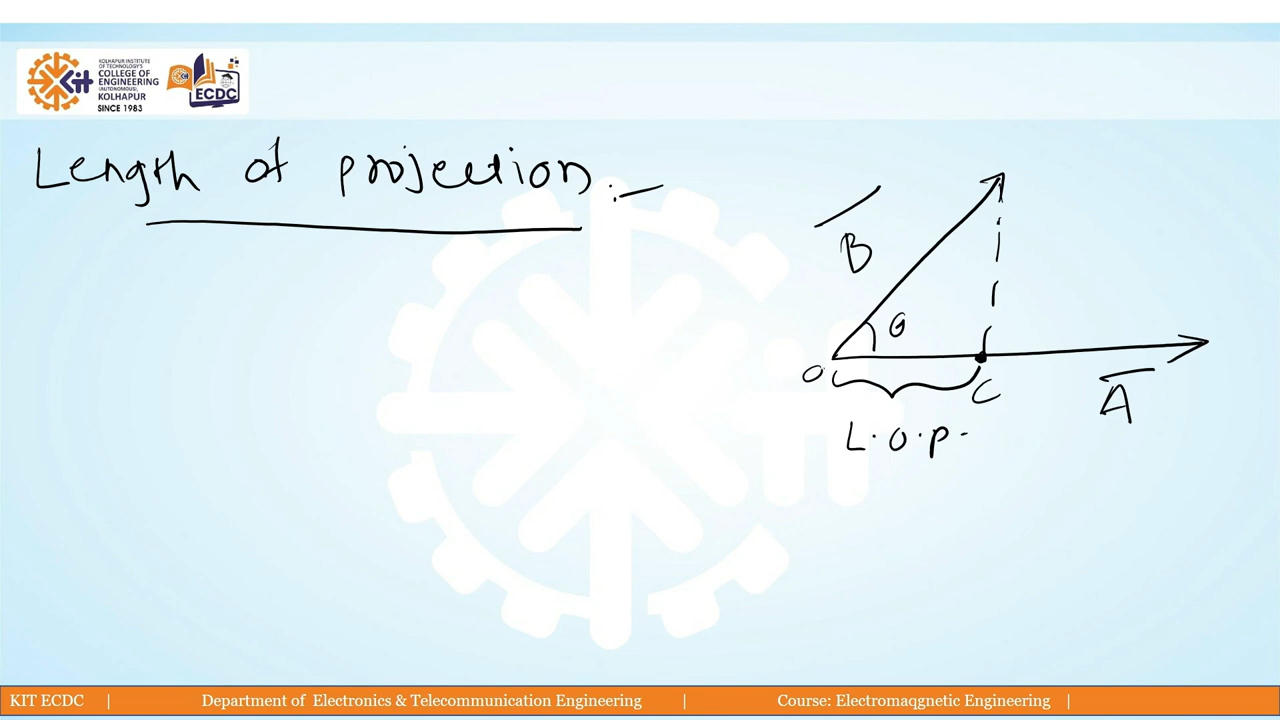 KOLHAPUR INSTITUTE
OF TECHNOLOGY'S
COLLEGE OF
ENGINEERING
(AUTONOMOUS),
KOLHAPUR
SINCE 1983
KIT
ECDC
Length of projection :-
B
θ
O
C
A
L.O.P.
KIT ECDC | Department of Electronics & Telecommunication Engineering | Course: Electromaqgnetic Engineering |